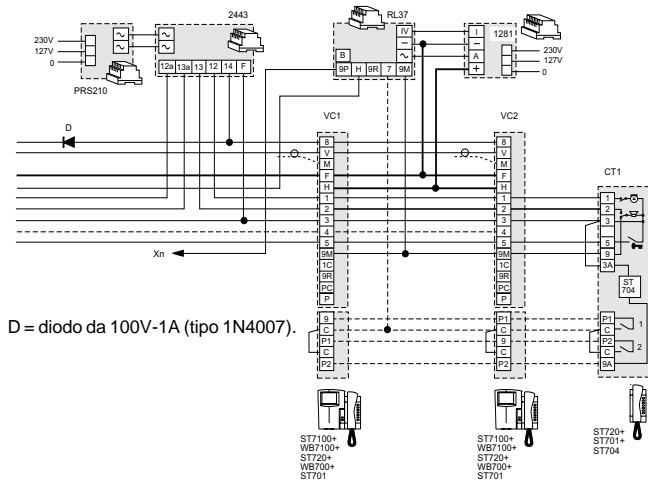 2443
RL37
230V
127V
0
PRS210
12a 13a 13 12 14 F
IV
–
~
B
9P H 9R 7 9M
I
–
A
+
1281
230V
127V
0
D
VC1
VC2
CT1
8
V
M
F
H
1
2
3
4
5
9M
1C
9R
PC
P
8
V
M
F
H
1
2
3
4
5
9M
1C
9R
PC
P
1
2
3
5
9
3A
ST
704
Xn
D = diodo da 100V-1A (tipo 1N4007).
9
C
P1
C
P2
P1
C
9
C
P2
P1
C
P2
C
9A
1
2
ST7100+
WB7100+
ST720+
WB700+
ST701
ST7100+
WB7100+
ST720+
WB700+
ST701
ST720+
ST701+
ST704